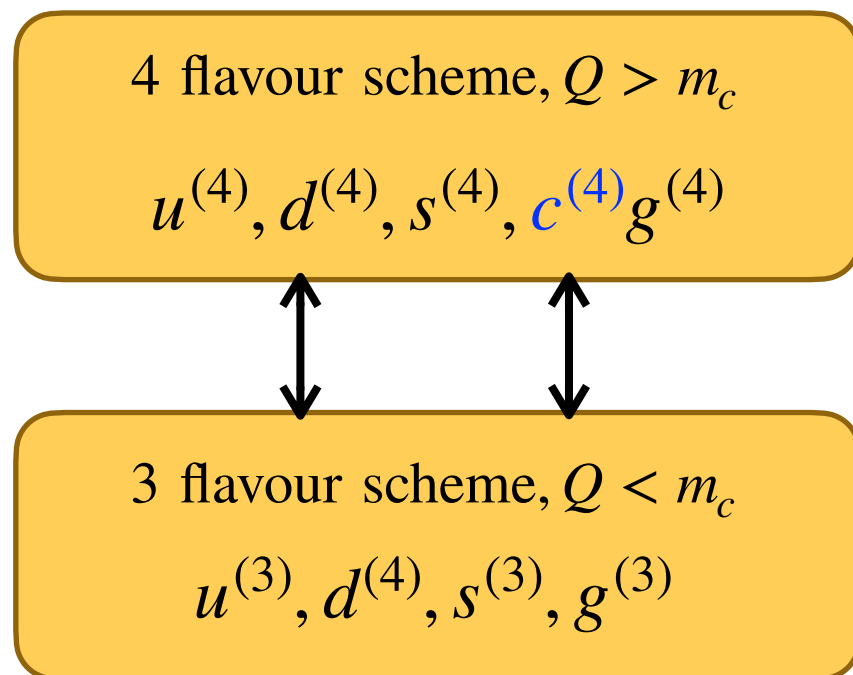 4 flavour scheme, Q > m_c
u^(4), d^(4), s^(4), c^(4)g^(4)
3 flavour scheme, Q < m_c
u^(3), d^(4), s^(3), g^(3)